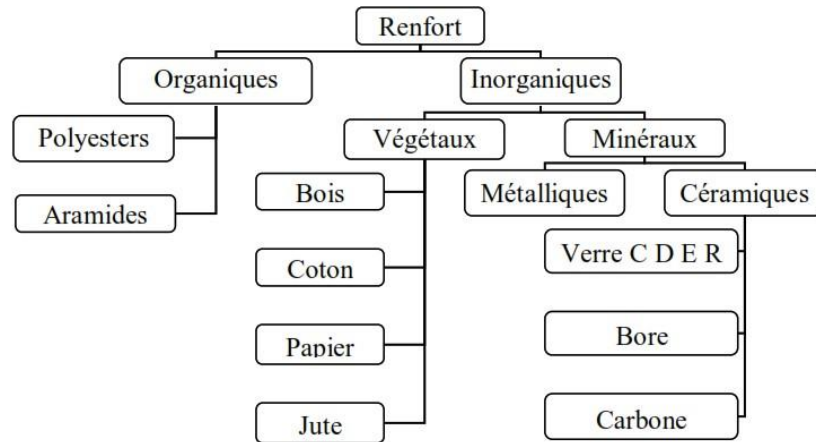 Renfort
Organiques
Inorganiques
Polyesters
Aramides
Végétaux
Minéraux
Bois
Coton
Papier
Jute
Métalliques
Céramiques
Verre C D E R
Bore
Carbone